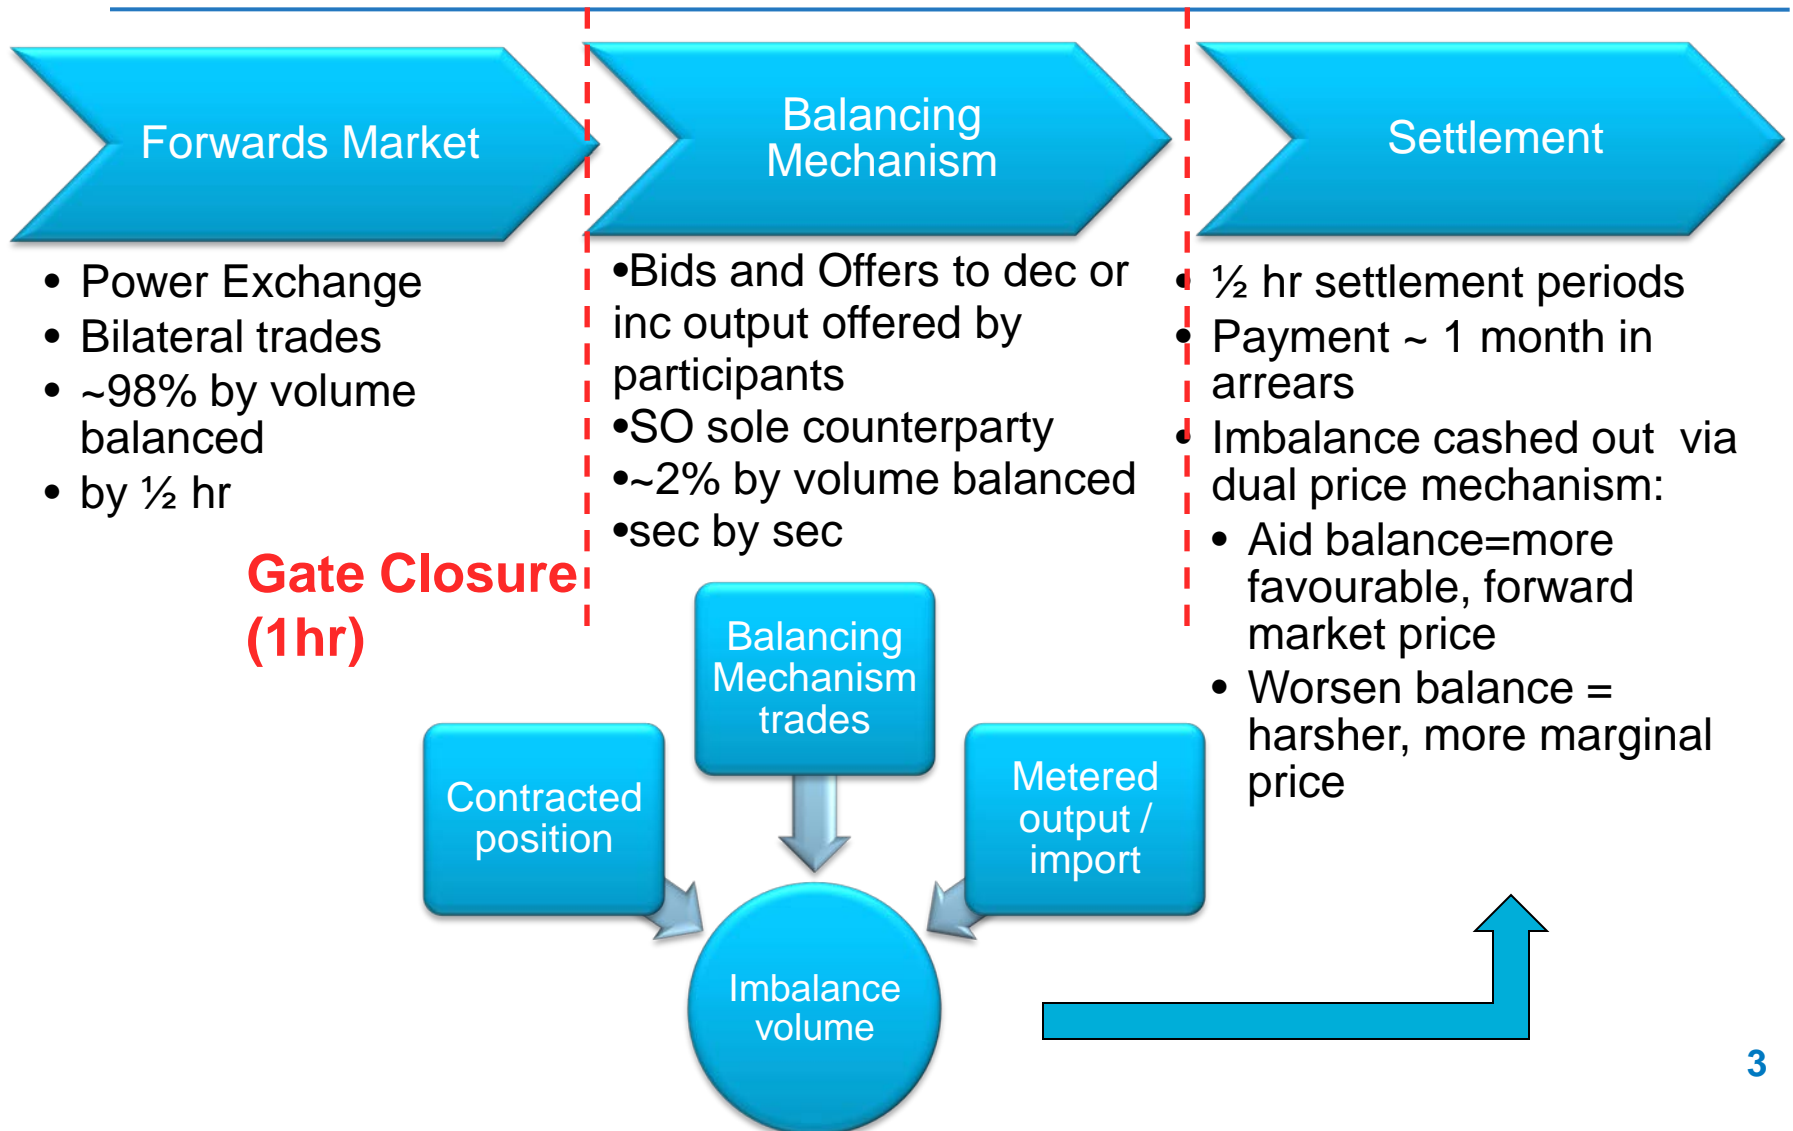 Forwards Market
• Power Exchange
• Bilateral trades
• ~98% by volume
balanced
• by ½ hr
Gate Closure
(1hr)
Balancing
Mechanism
•Bids and Offers to dec or
inc output offered by
participants
•SO sole counterparty
•~2% by volume balanced
•sec by sec
Settlement
• ½ hr settlement periods
• Payment ~ 1 month in
arrears
• Imbalance cashed out via
dual price mechanism:
• Aid balance=more
favourable, forward
market price
• Worsen balance =
harsher, more marginal
price
Contracted
position
Balancing
Mechanism
trades
Metered
output /
import
Imbalance
volume
3